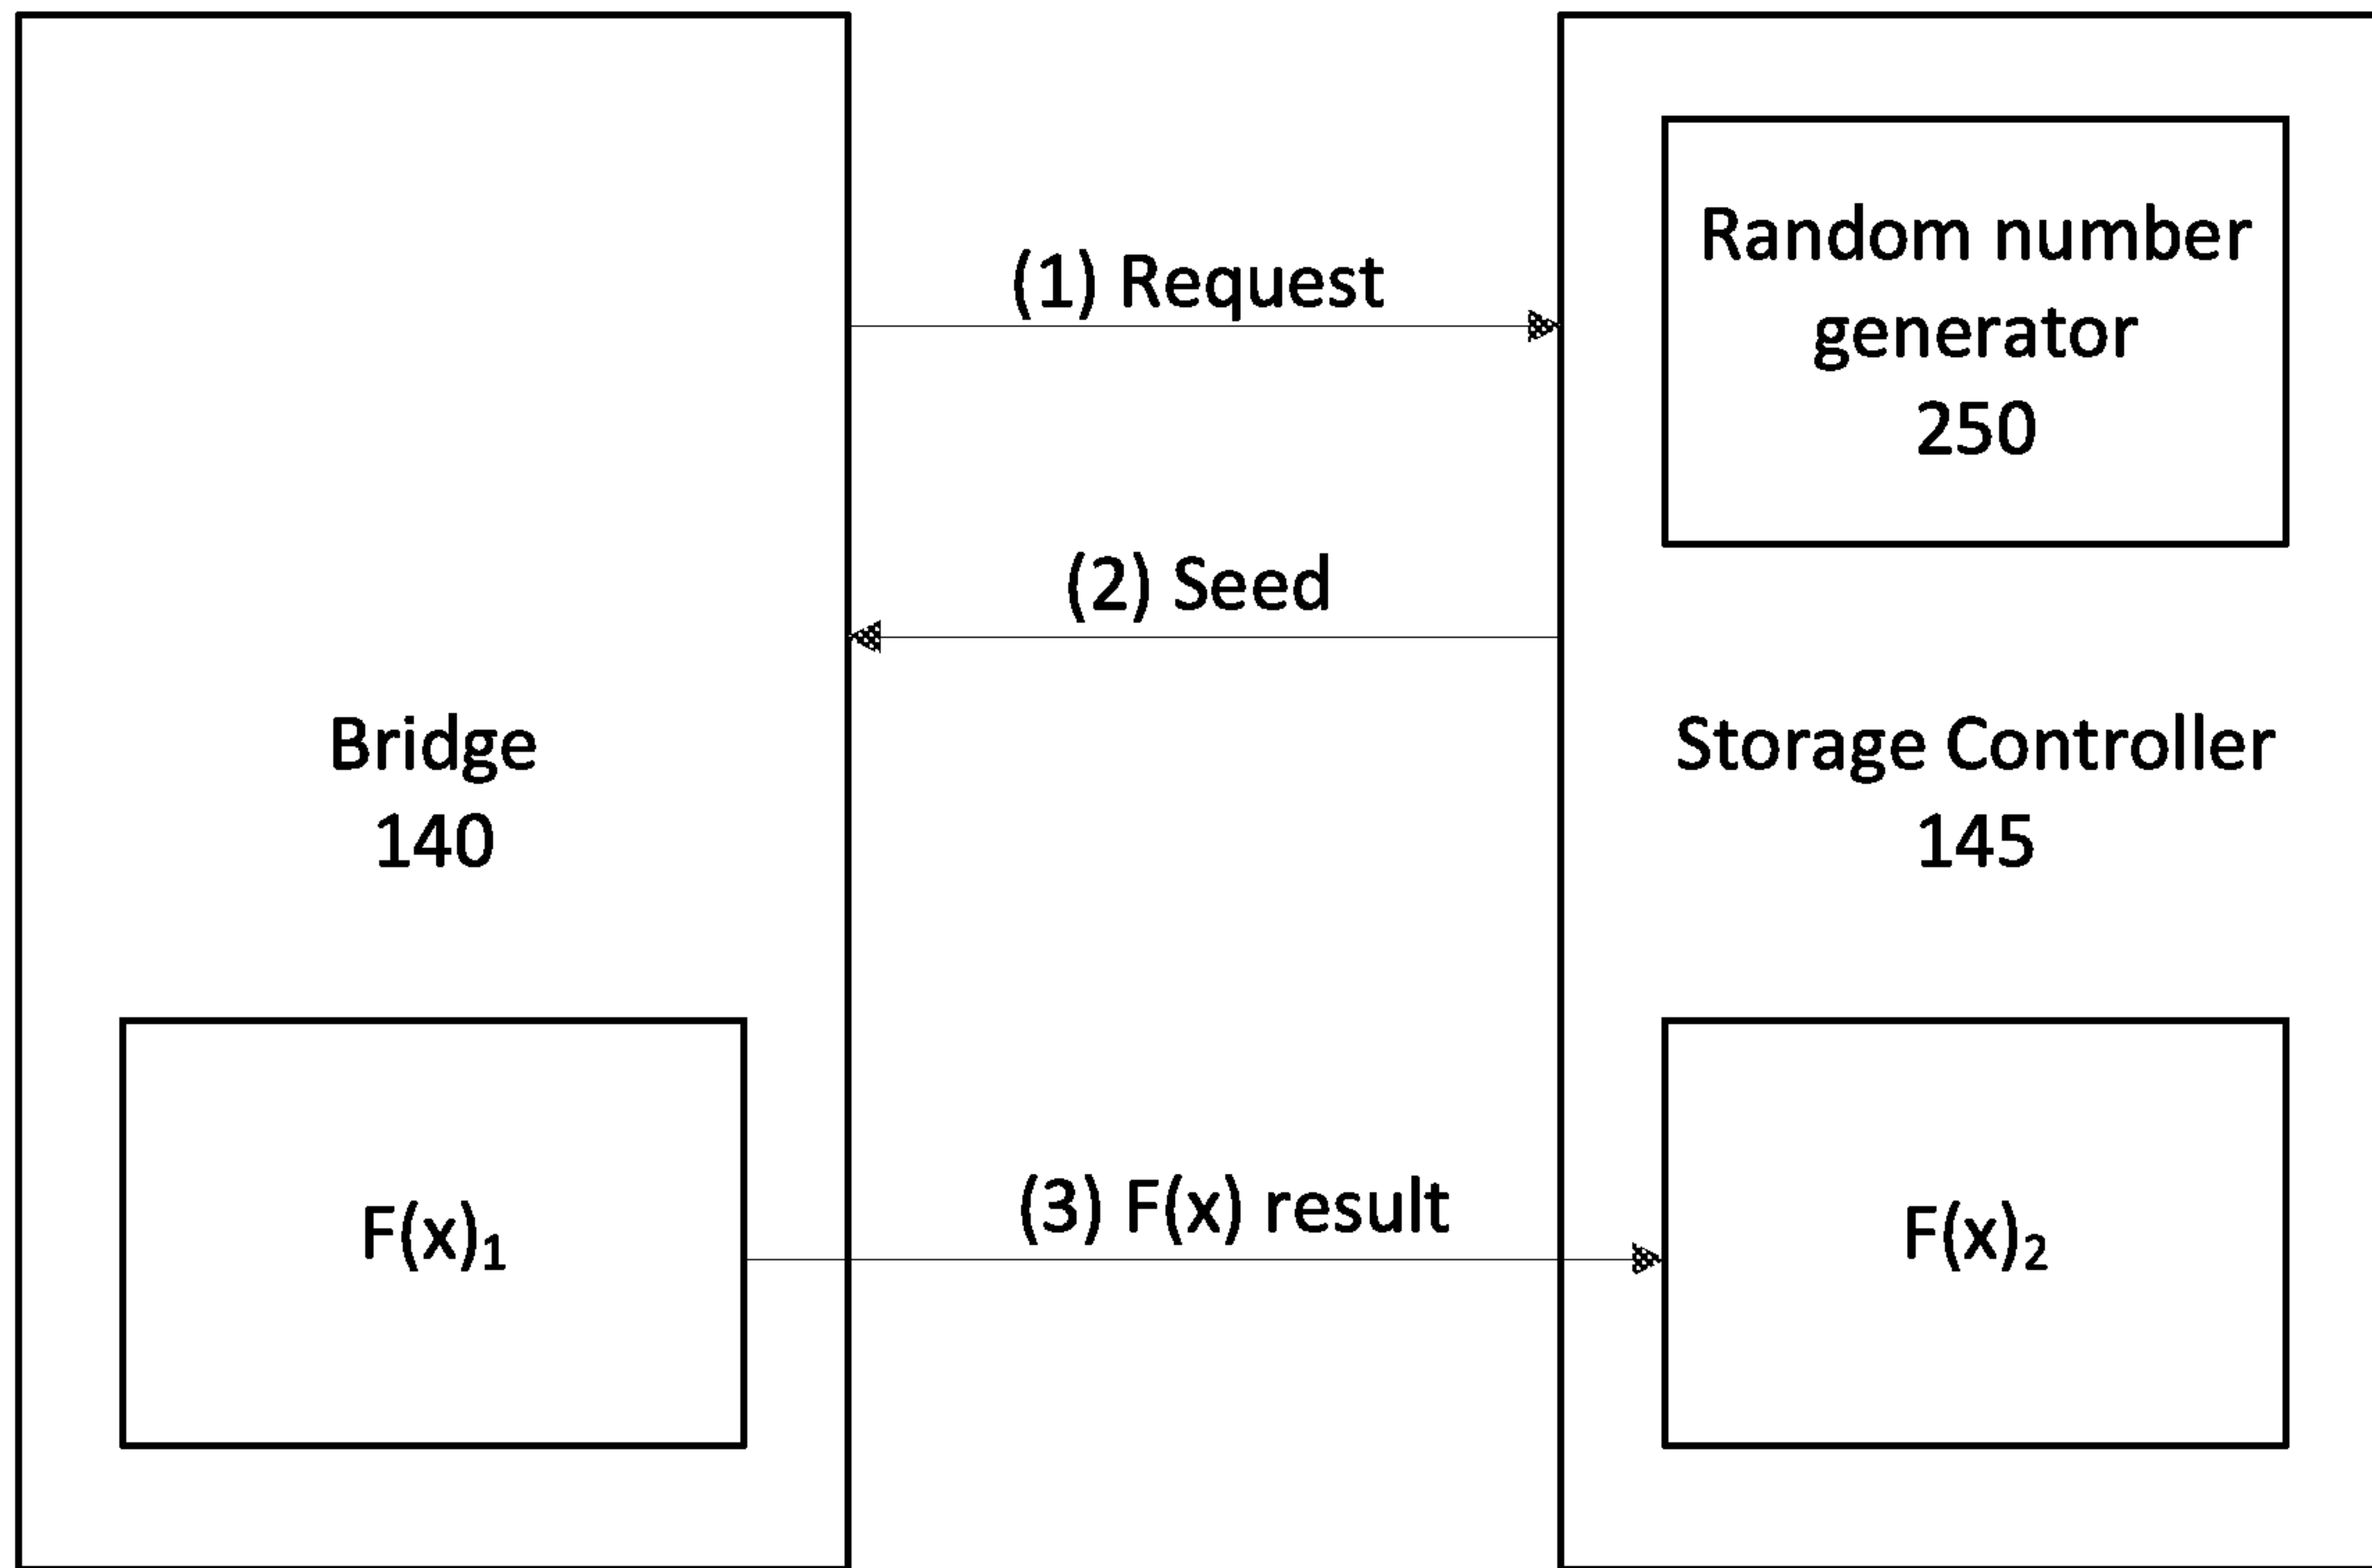 Random number
generator
250
(1) Request
(2) Seed
Bridge
140
Storage Controller
145
F(x)₁
(3) F(x) result
F(x)₂